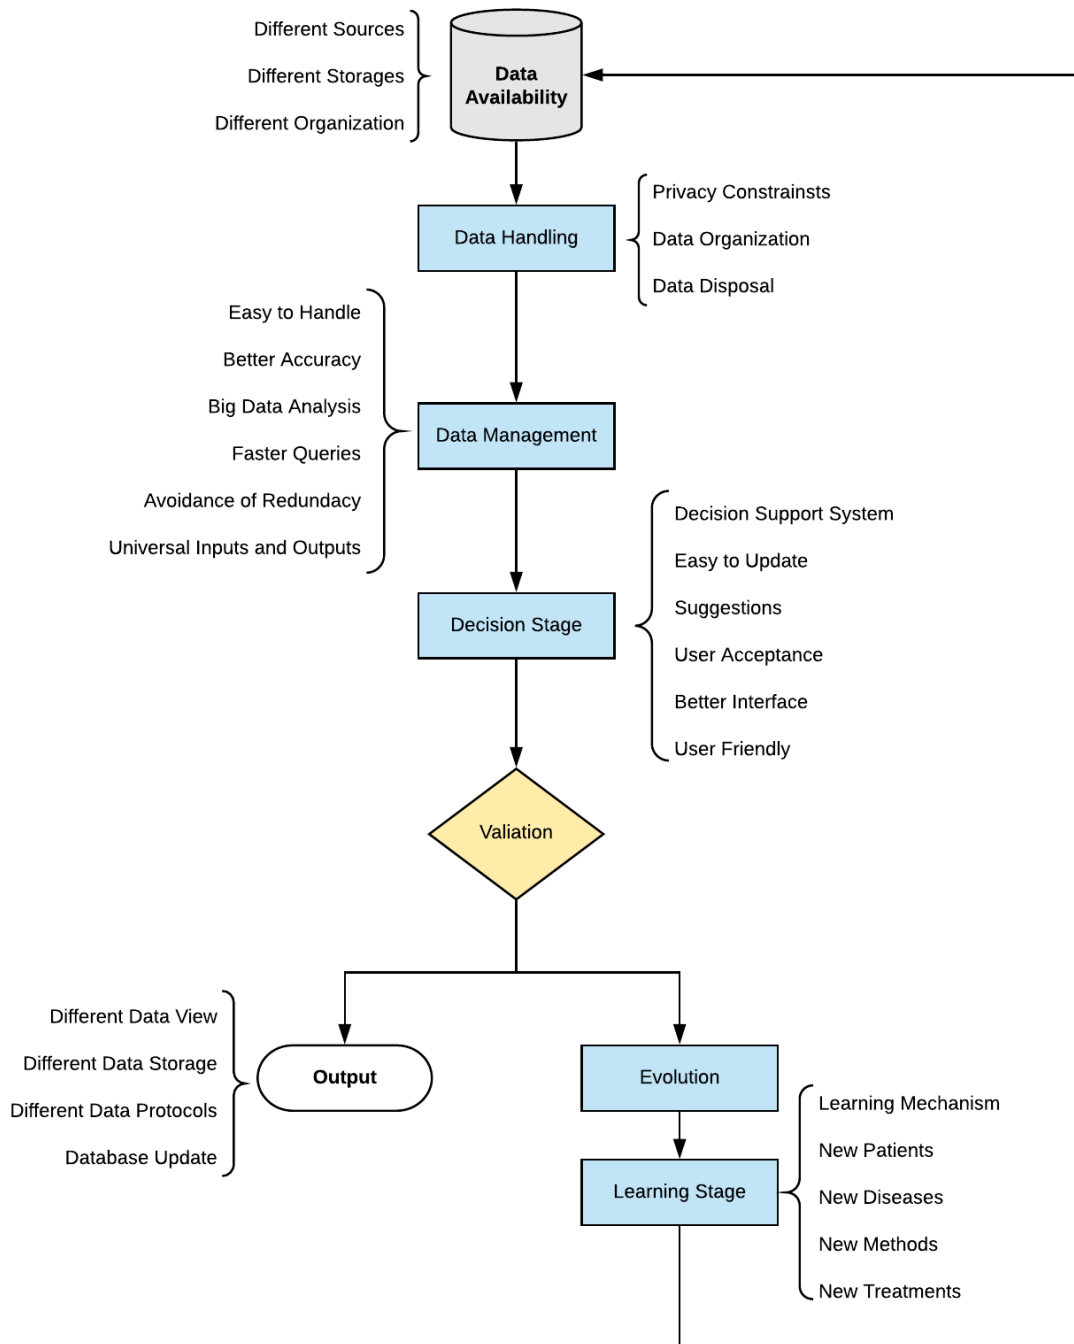 Different Sources
Different Storages
Different Organization
Data
Availability
Privacy Constrainsts
Data Handling
Data Organization
Data Disposal
Easy to Handle
Better Accuracy
Big Data Analysis
Data Management
Faster Queries
Avoidance of Redundacy
Universal Inputs and Outputs
Decision Support System
Easy to Update
Suggestions
Decision Stage
User Acceptance
Better Interface
User Friendly
Valiation
Different Data View
Different Data Storage
Different Data Protocols
Database Update
Output
Evolution
Learning Stage
Learning Mechanism
New Patients
New Diseases
New Methods
New Treatments